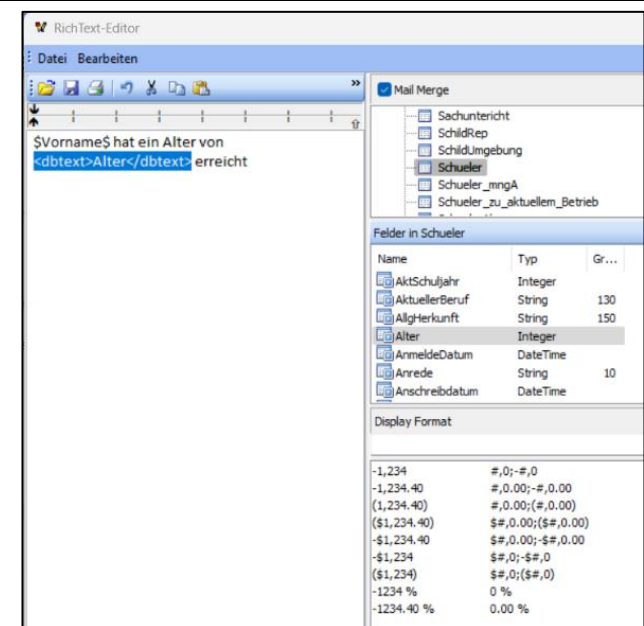 RichText-Editor
Datei Bearbeiten
»
$Vorname$ hat ein Alter von
<dbtext>Alter</dbtext> erreicht
Mail Merge
Sachuntericht
SchildRep
SchildUmgebung
Schueler
Schueler_mngA
Schueler_zu_aktuellem_Betrieb
Felder in Schueler
Name Typ Gr...
AktSchuljahr Integer
AktuellerBeruf String 130
AllgHerkunft String 150
Alter Integer
AnmeldeDatum DateTime
Anrede String 10
Anschreibdatum DateTime
Display Format
-1,234 #,0;-#,0
-1,234.40 #,0.00;-#,0.00
(1,234.40) #,0.00;(#,0.00)
($1,234.40) $#,0.00;($#,0.00)
-$1,234.40 $#,0.00;-$#,0.00
-$1,234 $#,0;-$#,0
($1,234) $#,0;($#,0)
-1234 % 0 %
-1234.40 % 0.00 %